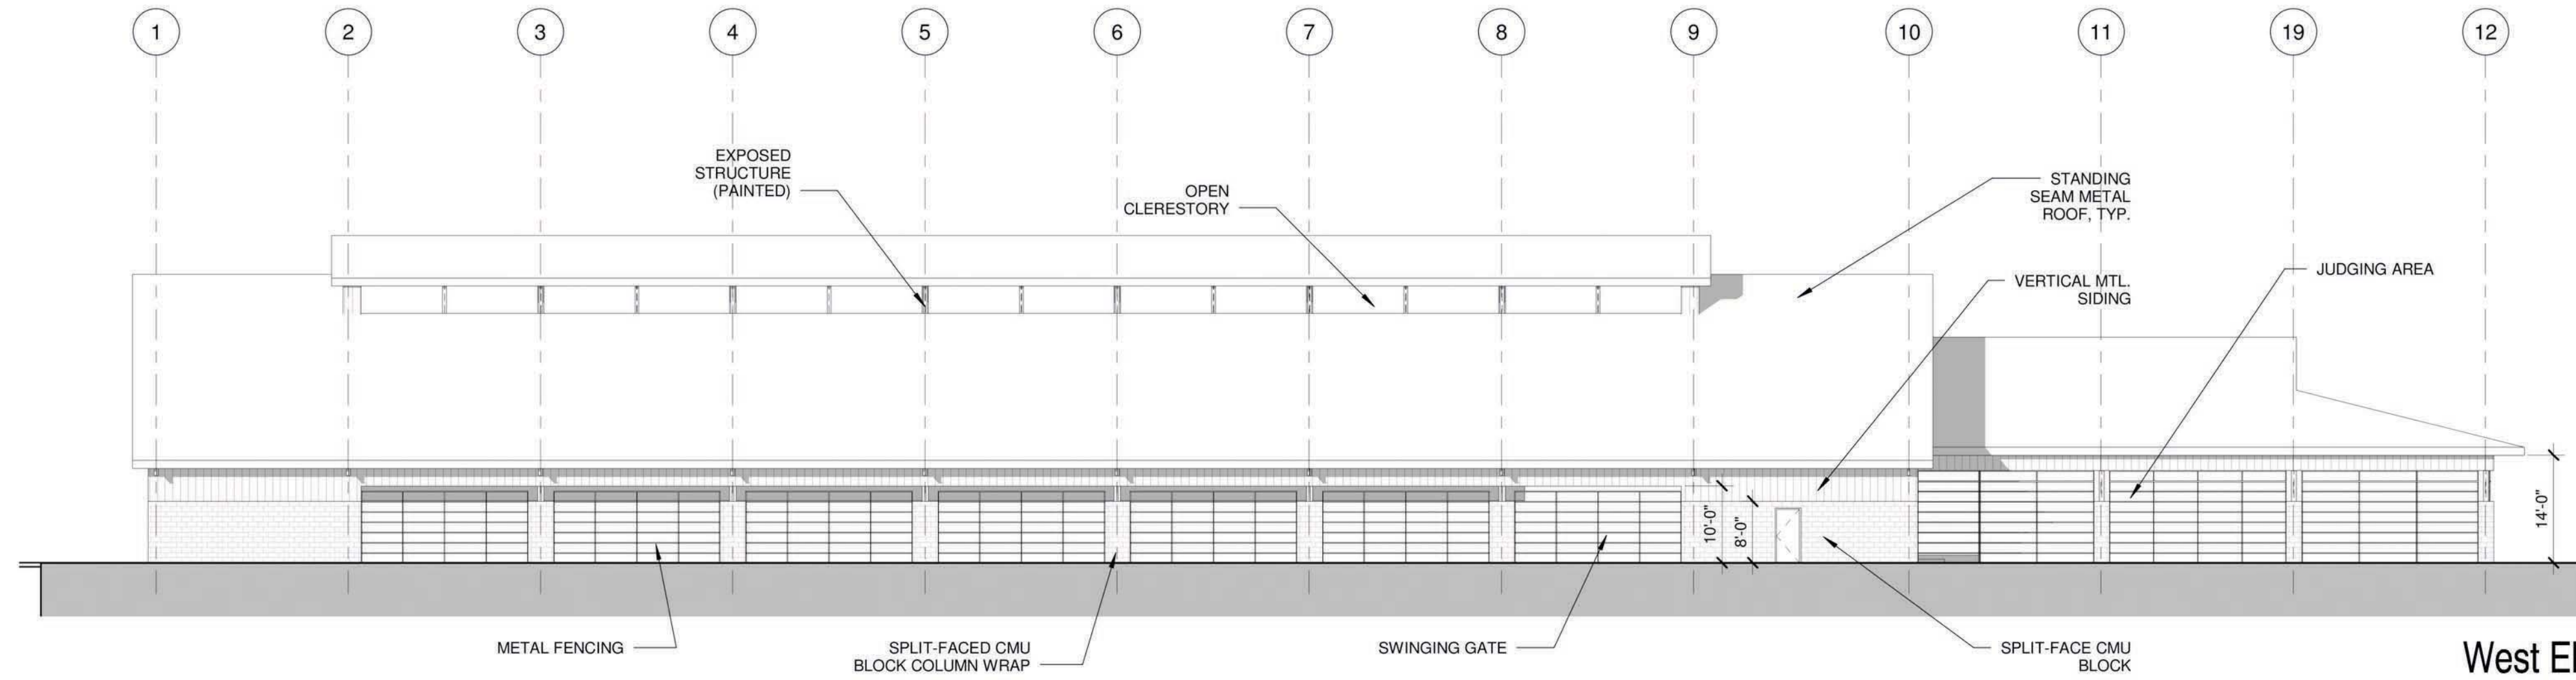 1 2 3 4 5 6 7 8 9 10 11 19 12
EXPOSED
STRUCTURE
(PAINTED)
OPEN
CLERESTORY
STANDING
SEAM METAL
ROOF, TYP.
VERTICAL MTL.
SIDING
JUDGING AREA
10'-0"
8'-0"
14'-0"
METAL FENCING
SPLIT-FACED CMU
BLOCK COLUMN WRAP
SWINGING GATE
SPLIT-FACE CMU
BLOCK
West El